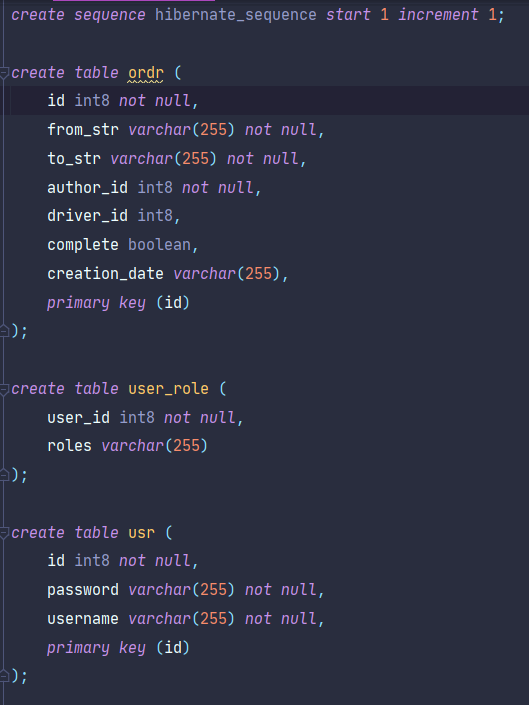 create sequence hibernate_sequence start 1 increment 1;
create table ordr (
id int8 not null,
from_str varchar(255) not null,
to_str varchar(255) not null,
author_id int8 not null,
driver_id int8,
complete boolean,
creation_date varchar(255),
primary key (id)
);
create table user_role (
user_id int8 not null,
roles varchar(255)
);
create table usr (
id int8 not null,
password varchar(255) not null,
username varchar(255) not null,
primary key (id)
);